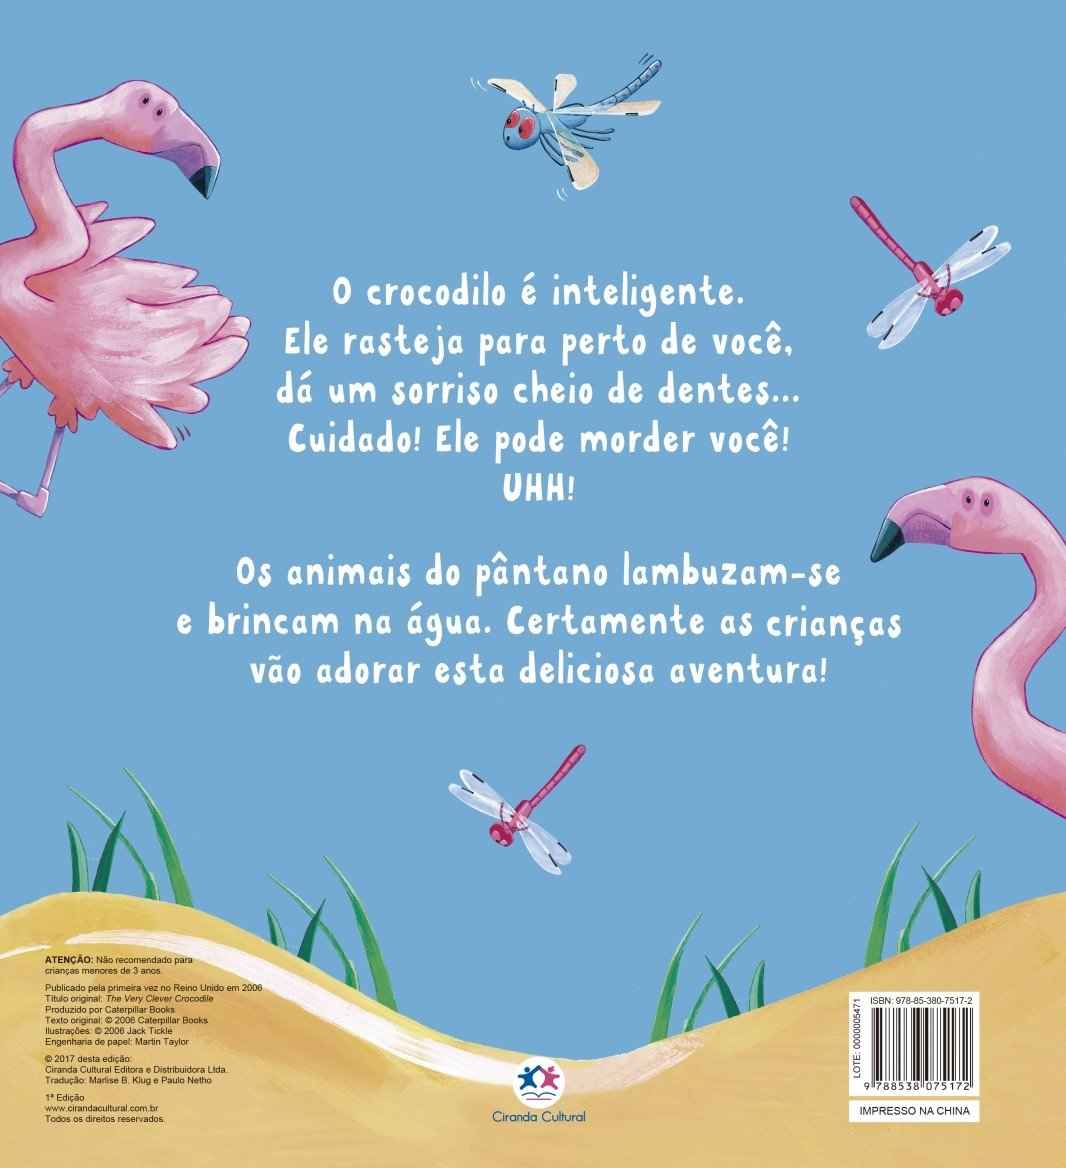 O crocodilo é inteligente.
Ele rasteja para perto de você,
dá um sorriso cheio de dentes...
Cuidado! Ele pode morder você!
UHH!
Os animais do pântano lambuzam-se
e brincam na água. Certamente as crianças
vão adorar esta deliciosa aventura!
ATENÇÃO: Não recomendado para
crianças menores de 3 anos.
Publicado pela primeira vez no Reino Unido em 2006
Título original: The Very Clever Crocodile
Produzido por Caterpillar Books
Texto original: © 2006 Caterpillar Books
Ilustrações: © 2006 Jack Tickle
Engenharia de papel: Martin Taylor
© 2017 desta edição:
Ciranda Cultural Editora e Distribuidora Ltda.
Tradução: Marlise B. Klug e Paulo Netho
1ª Edição
www.cirandacultural.com.br
Todos os direitos reservados.
Ciranda Cultural
LOTE: 0000005471
ISBN: 978-85-380-7517-2
9 788538 075172
IMPRESSO NA CHINA